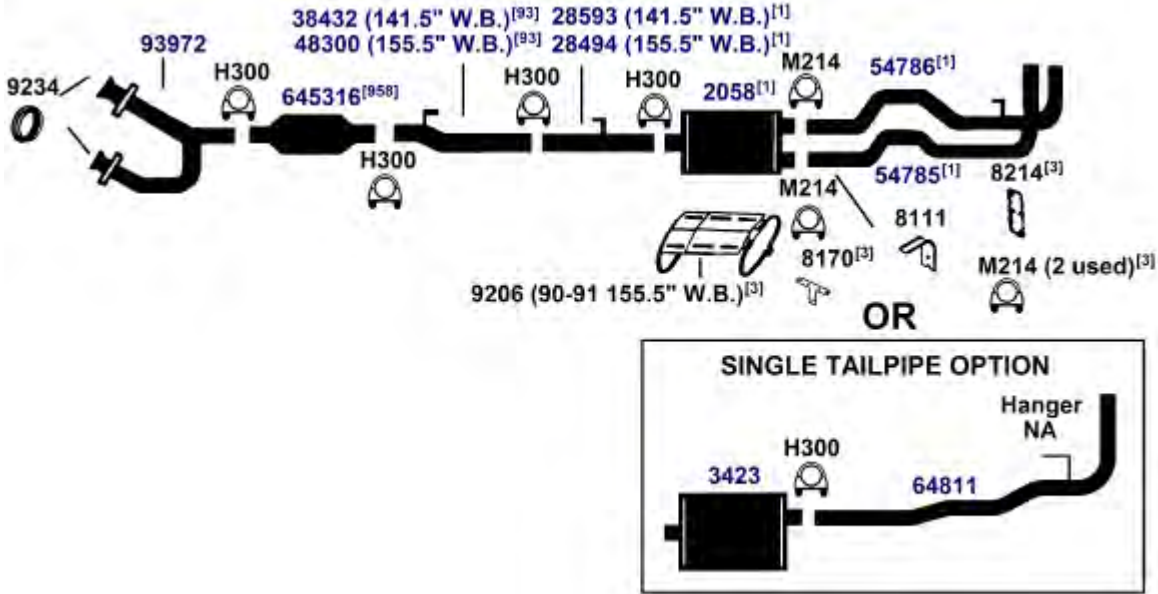 38432 (141.5" W.B.)[93] 28593 (141.5" W.B.)[1]
48300 (155.5" W.B.)[93] 28494 (155.5" W.B.)[1]
93972
9234
H300
645316[958]
H300
H300
H300
2058[1]
M214
54786[1]
54785[1]
M214
8214[3]
8111
8170[3]
M214 (2 used)[3]
9206 (90-91 155.5" W.B.)[3]
OR
SINGLE TAILPIPE OPTION
Hanger
NA
H300
3423
64811